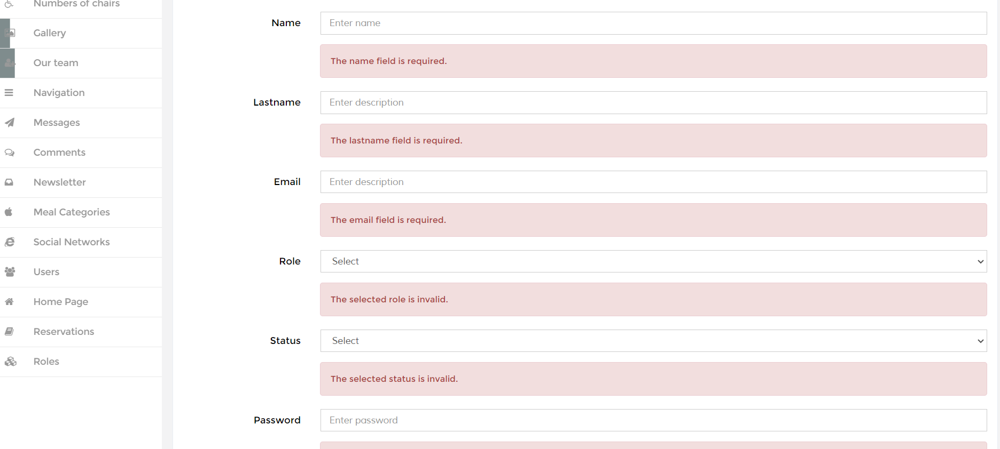 Numbers of chairs
Gallery
Our team
Navigation
Messages
Comments
Newsletter
Meal Categories
Social Networks
Users
Home Page
Reservations
Roles
Name
Enter name
The name field is required.
Lastname
Enter description
The lastname field is required.
Email
Enter description
The email field is required.
Role
Select
The selected role is invalid.
Status
Select
The selected status is invalid.
Password
Enter password